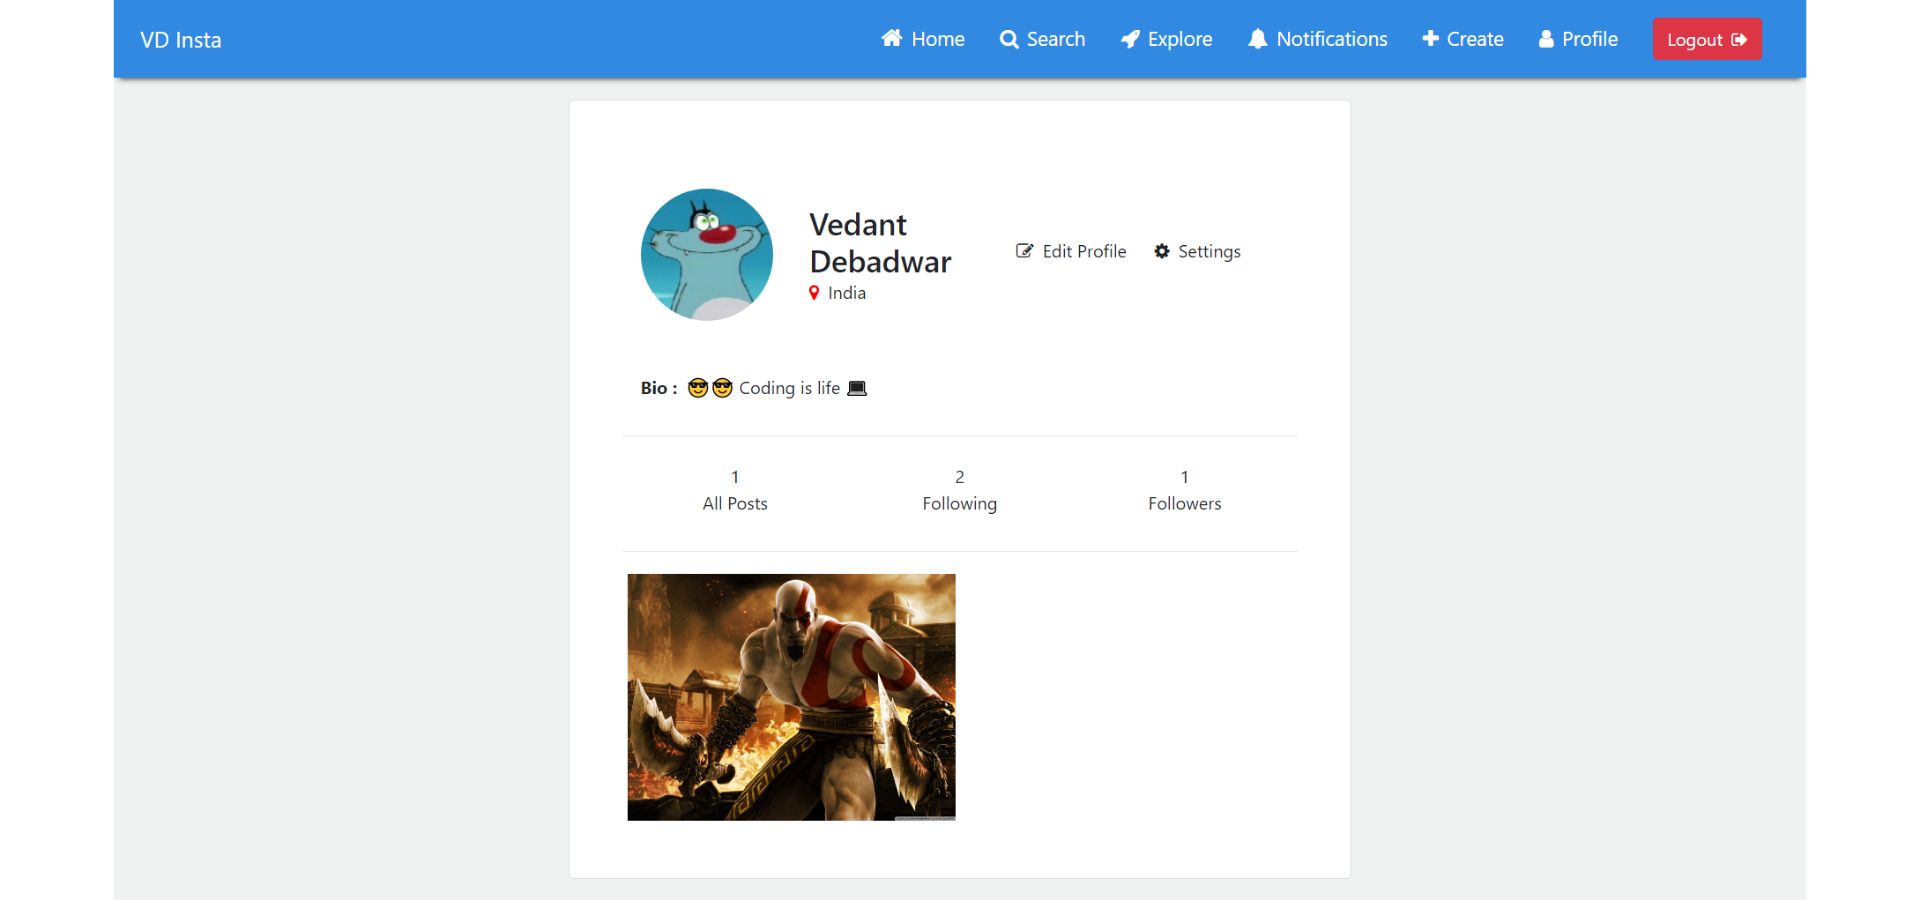 VD Insta
Home Search Explore Notifications Create Profile Logout
Vedant
Debadwar
India
Edit Profile Settings
Bio : 😎😎 Coding is life 💻
1 2 1
All Posts Following Followers